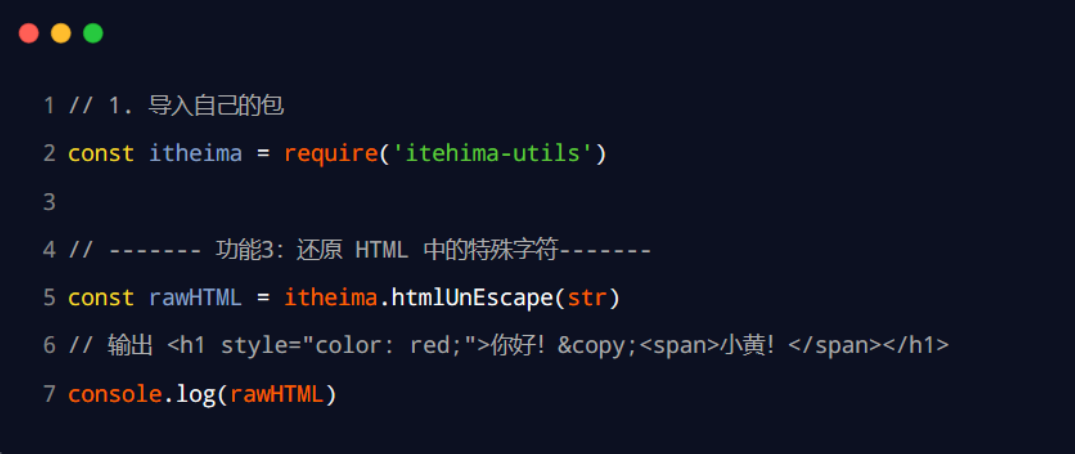 1 // 1. 导入自己的包
2 const itheima = require('itehima-utils')
3
4 // ------- 功能3：还原 HTML 中的特殊字符-------
5 const rawHTML = itheima.htmlUnEscape(str)
6 // 输出 <h1 style="color: red;">你好！&copy;<span>小黄！</span></h1>
7 console.log(rawHTML)